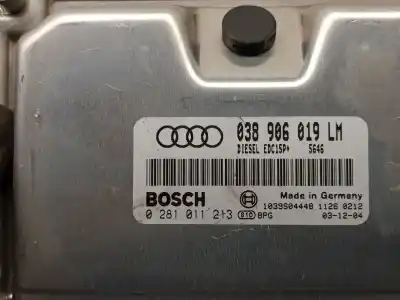 038 906 019 LM
DIESEL EDC15P+ 5646
BOSCH
Made in Germany
1039S04448 1126 0212
0 281 011 213 010 BPG 03-12-04